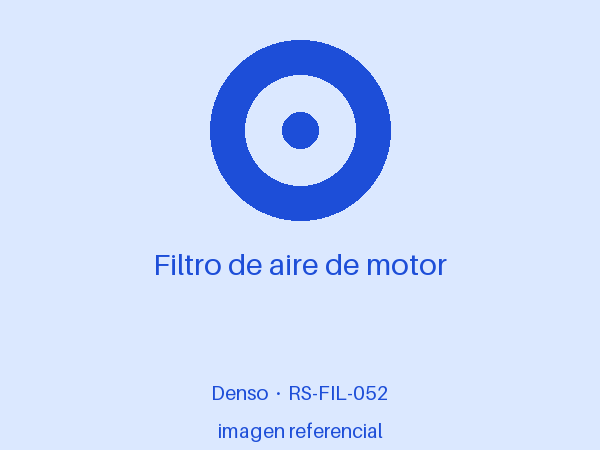 Filtro de aire de motor
Denso · RS-FIL-052
imagen referencial